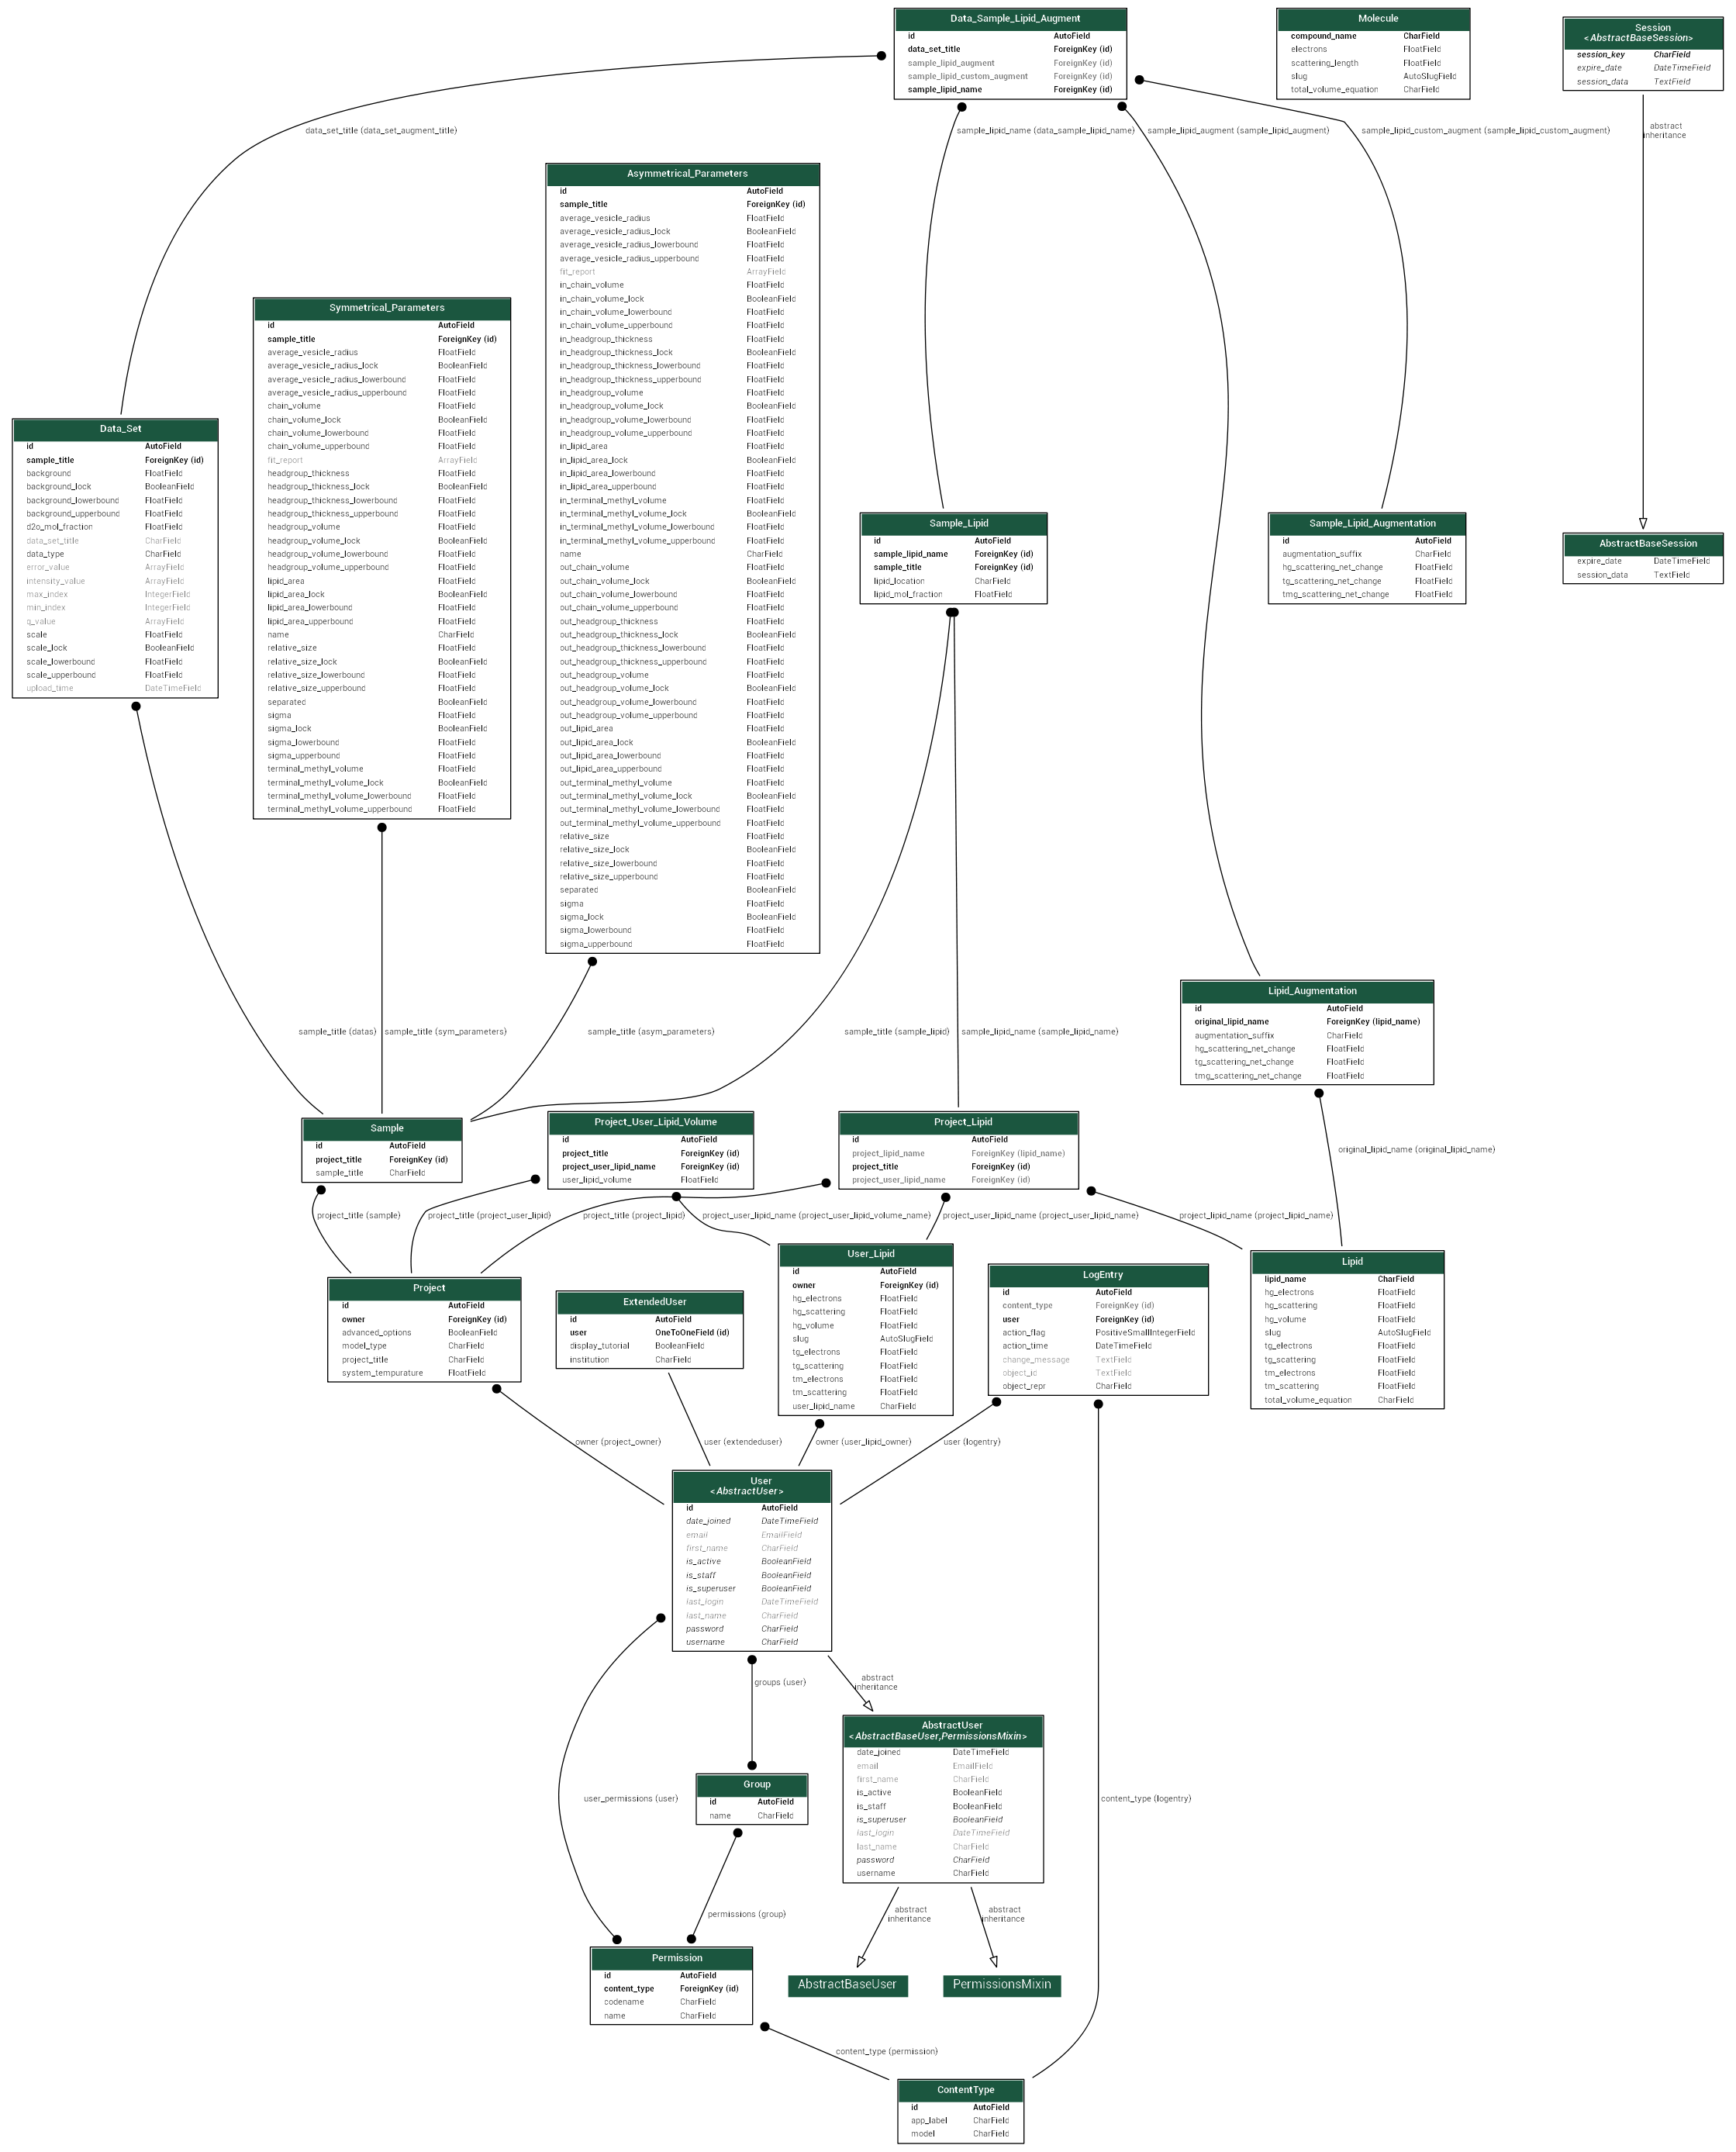 Data_Sample_Lipid_Augment
id AutoField
data_set_title ForeignKey (id)
sample_lipid_augment ForeignKey (id)
sample_lipid_custom_augment ForeignKey (id)
sample_lipid_name ForeignKey (id)
Molecule
compound_name CharField
electrons FloatField
scattering_length FloatField
slug AutoSlugField
total_volume_equation CharField
Session
<AbstractBaseSession>
session_key CharField
expire_date DateTimeField
session_data TextField
data_set_title (data_set_augment_title)
sample_lipid_name (data_sample_lipid_name)
sample_lipid_augment (sample_lipid_augment)
sample_lipid_custom_augment (sample_lipid_custom_augment)
abstract
inheritance
Asymmetrical_Parameters
id AutoField
sample_title ForeignKey (id)
average_vesicle_radius FloatField
average_vesicle_radius_lock BooleanField
average_vesicle_radius_lowerbound FloatField
average_vesicle_radius_upperbound FloatField
fit_report ArrayField
in_chain_volume FloatField
in_chain_volume_lock BooleanField
in_chain_volume_lowerbound FloatField
in_chain_volume_upperbound FloatField
in_headgroup_thickness FloatField
in_headgroup_thickness_lock BooleanField
in_headgroup_thickness_lowerbound FloatField
in_headgroup_thickness_upperbound FloatField
in_headgroup_volume FloatField
in_headgroup_volume_lock BooleanField
in_headgroup_volume_lowerbound FloatField
in_headgroup_volume_upperbound FloatField
in_lipid_area FloatField
in_lipid_area_lock BooleanField
in_lipid_area_lowerbound FloatField
in_lipid_area_upperbound FloatField
in_terminal_methyl_volume FloatField
in_terminal_methyl_volume_lock BooleanField
in_terminal_methyl_volume_lowerbound FloatField
in_terminal_methyl_volume_upperbound FloatField
name CharField
out_chain_volume FloatField
out_chain_volume_lock BooleanField
out_chain_volume_lowerbound FloatField
out_chain_volume_upperbound FloatField
out_headgroup_thickness FloatField
out_headgroup_thickness_lock BooleanField
out_headgroup_thickness_lowerbound FloatField
out_headgroup_thickness_upperbound FloatField
out_headgroup_volume FloatField
out_headgroup_volume_lock BooleanField
out_headgroup_volume_lowerbound FloatField
out_headgroup_volume_upperbound FloatField
out_lipid_area FloatField
out_lipid_area_lock BooleanField
out_lipid_area_lowerbound FloatField
out_lipid_area_upperbound FloatField
out_terminal_methyl_volume FloatField
out_terminal_methyl_volume_lock BooleanField
out_terminal_methyl_volume_lowerbound FloatField
out_terminal_methyl_volume_upperbound FloatField
relative_size FloatField
relative_size_lock BooleanField
relative_size_lowerbound FloatField
relative_size_upperbound FloatField
separated BooleanField
sigma FloatField
sigma_lock BooleanField
sigma_lowerbound FloatField
sigma_upperbound FloatField
Symmetrical_Parameters
id AutoField
sample_title ForeignKey (id)
average_vesicle_radius FloatField
average_vesicle_radius_lock BooleanField
average_vesicle_radius_lowerbound FloatField
average_vesicle_radius_upperbound FloatField
chain_volume FloatField
chain_volume_lock BooleanField
chain_volume_lowerbound FloatField
chain_volume_upperbound FloatField
fit_report ArrayField
headgroup_thickness FloatField
headgroup_thickness_lock BooleanField
headgroup_thickness_lowerbound FloatField
headgroup_thickness_upperbound FloatField
headgroup_volume FloatField
headgroup_volume_lock BooleanField
headgroup_volume_lowerbound FloatField
headgroup_volume_upperbound FloatField
lipid_area FloatField
lipid_area_lock BooleanField
lipid_area_lowerbound FloatField
lipid_area_upperbound FloatField
name CharField
relative_size FloatField
relative_size_lock BooleanField
relative_size_lowerbound FloatField
relative_size_upperbound FloatField
separated BooleanField
sigma FloatField
sigma_lock BooleanField
sigma_lowerbound FloatField
sigma_upperbound FloatField
terminal_methyl_volume FloatField
terminal_methyl_volume_lock BooleanField
terminal_methyl_volume_lowerbound FloatField
terminal_methyl_volume_upperbound FloatField
Data_Set
id AutoField
sample_title ForeignKey (id)
background FloatField
background_lock BooleanField
background_lowerbound FloatField
background_upperbound FloatField
d2o_mol_fraction FloatField
data_set_title CharField
data_type CharField
error_value ArrayField
intensity_value ArrayField
max_index IntegerField
min_index IntegerField
q_value ArrayField
scale FloatField
scale_lock BooleanField
scale_lowerbound FloatField
scale_upperbound FloatField
upload_time DateTimeField
Sample_Lipid
id AutoField
sample_lipid_name ForeignKey (id)
sample_title ForeignKey (id)
lipid_location CharField
lipid_mol_fraction FloatField
Sample_Lipid_Augmentation
id AutoField
augmentation_suffix CharField
hg_scattering_net_change FloatField
tg_scattering_net_change FloatField
tmg_scattering_net_change FloatField
AbstractBaseSession
expire_date DateTimeField
session_data TextField
Lipid_Augmentation
id AutoField
original_lipid_name ForeignKey (lipid_name)
augmentation_suffix CharField
hg_scattering_net_change FloatField
tg_scattering_net_change FloatField
tmg_scattering_net_change FloatField
sample_title (datas)
sample_title (sym_parameters)
sample_title (asym_parameters)
sample_title (sample_lipid)
sample_lipid_name (sample_lipid_name)
Sample
id AutoField
project_title ForeignKey (id)
sample_title CharField
Project_User_Lipid_Volume
id AutoField
project_title ForeignKey (id)
project_user_lipid_name ForeignKey (id)
user_lipid_volume FloatField
Project_Lipid
id AutoField
project_lipid_name ForeignKey (lipid_name)
project_title ForeignKey (id)
project_user_lipid_name ForeignKey (id)
original_lipid_name (original_lipid_name)
project_title (sample)
project_title (project_user_lipid)
project_title (project_lipid)
project_user_lipid_name (project_user_lipid_volume_name)
project_user_lipid_name (project_user_lipid_name)
project_lipid_name (project_lipid_name)
Project
id AutoField
owner ForeignKey (id)
advanced_options BooleanField
model_type CharField
project_title CharField
system_tempurature FloatField
ExtendedUser
id AutoField
user OneToOneField (id)
display_tutorial BooleanField
institution CharField
User_Lipid
id AutoField
owner ForeignKey (id)
hg_electrons FloatField
hg_scattering FloatField
hg_volume FloatField
slug AutoSlugField
tg_electrons FloatField
tg_scattering FloatField
tm_electrons FloatField
tm_scattering FloatField
user_lipid_name CharField
LogEntry
id AutoField
content_type ForeignKey (id)
user ForeignKey (id)
action_flag PositiveSmallIntegerField
action_time DateTimeField
change_message TextField
object_id TextField
object_repr CharField
Lipid
lipid_name CharField
hg_electrons FloatField
hg_scattering FloatField
hg_volume FloatField
slug AutoSlugField
tg_electrons FloatField
tg_scattering FloatField
tm_electrons FloatField
tm_scattering FloatField
total_volume_equation CharField
owner (project_owner)
user (extendeduser)
owner (user_lipid_owner)
user (logentry)
User
<AbstractUser>
id AutoField
date_joined DateTimeField
email EmailField
first_name CharField
is_active BooleanField
is_staff BooleanField
is_superuser BooleanField
last_login DateTimeField
last_name CharField
password CharField
username CharField
groups (user)
abstract
inheritance
AbstractUser
<AbstractBaseUser,PermissionsMixin>
date_joined DateTimeField
email EmailField
first_name CharField
is_active BooleanField
is_staff BooleanField
is_superuser BooleanField
last_login DateTimeField
last_name CharField
password CharField
username CharField
Group
id AutoField
name CharField
user_permissions (user)
content_type (logentry)
permissions (group)
abstract
inheritance
abstract
inheritance
Permission
id AutoField
content_type ForeignKey (id)
codename CharField
name CharField
AbstractBaseUser
PermissionsMixin
content_type (permission)
ContentType
id AutoField
app_label CharField
model CharField